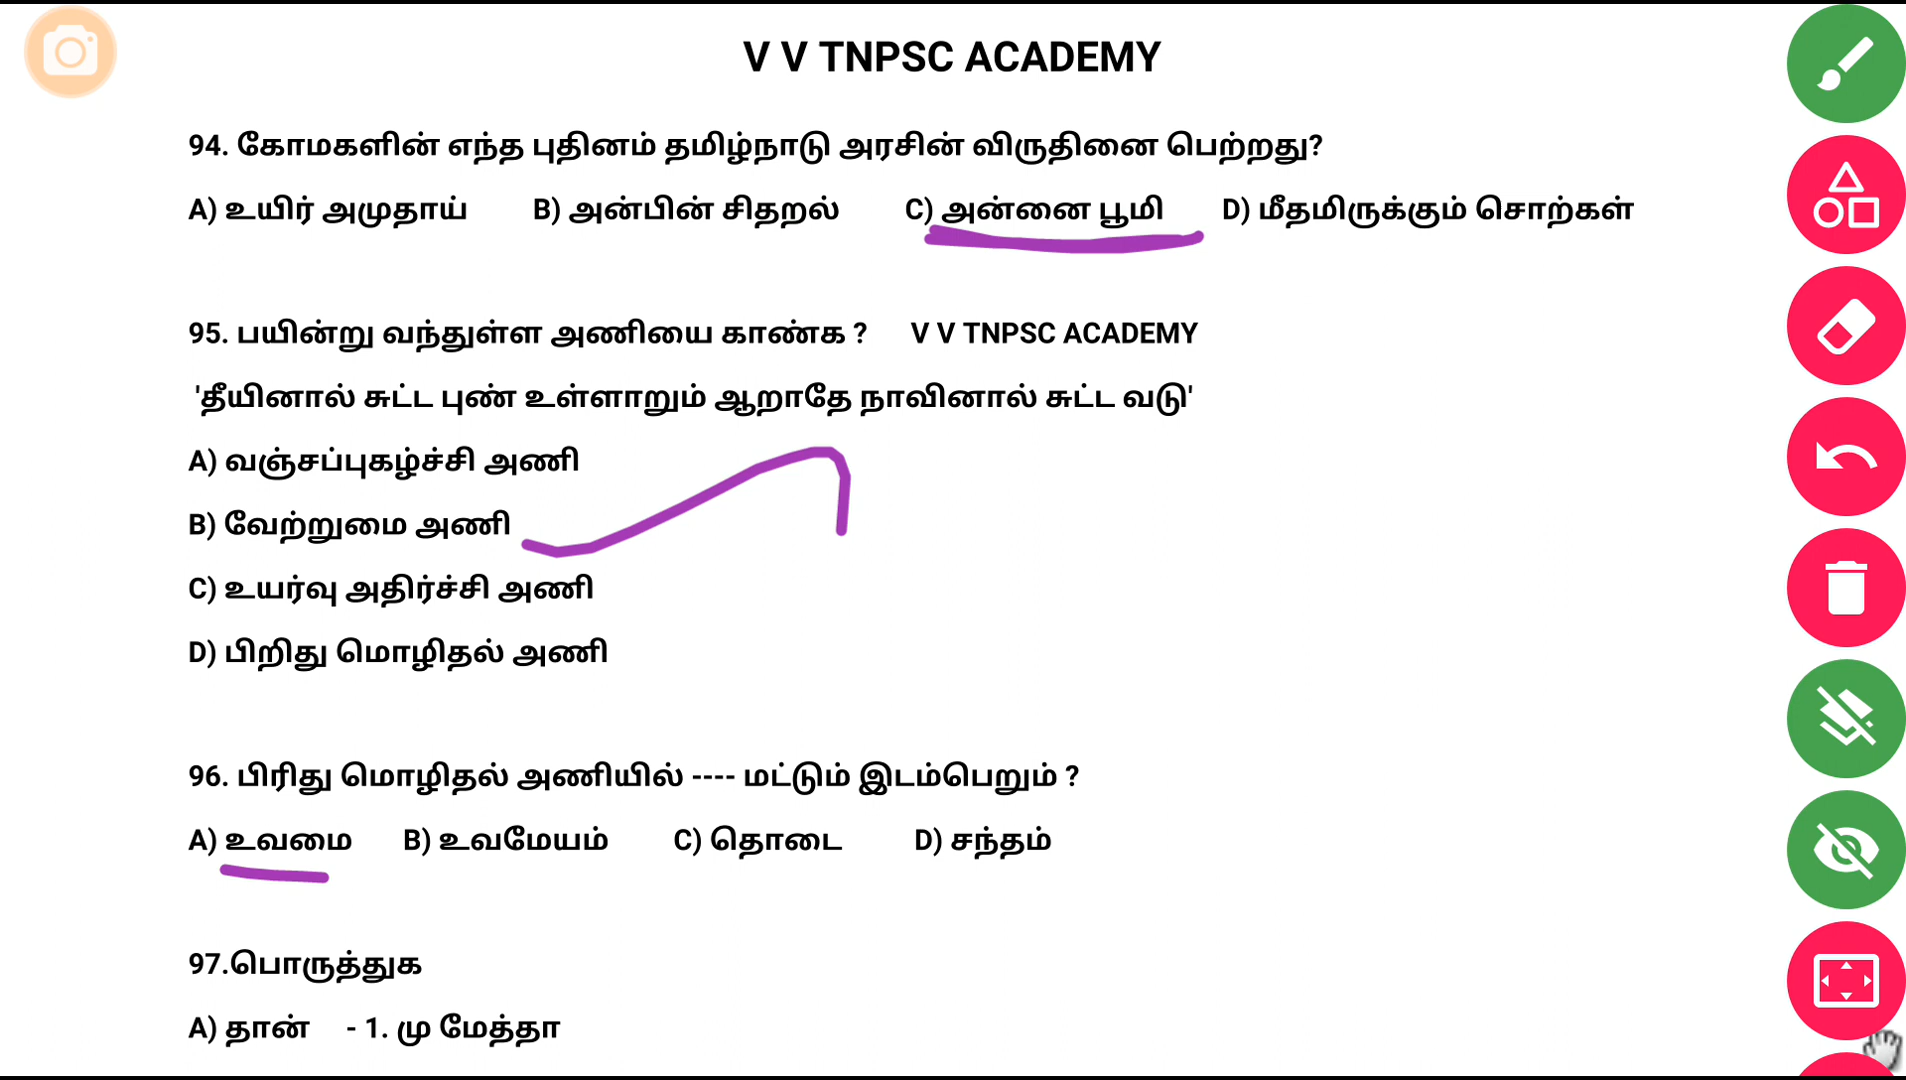 V V TNPSC ACADEMY
94. கோமகளின் எந்த புதினம் தமிழ்நாடு அரசின் விருதினை பெற்றது?
A) உயிர் அமுதாய் B) அன்பின் சிதறல் C) அன்னை பூமி D) மீதமிருக்கும் சொற்கள்
95. பயின்று வந்துள்ள அணியை காண்க ? V V TNPSC ACADEMY
'தீயினால் சுட்ட புண் உள்ளாறும் ஆறாதே நாவினால் சுட்ட வடு'
A) வஞ்சப்புகழ்ச்சி அணி
B) வேற்றுமை அணி
C) உயர்வு அதிர்ச்சி அணி
D) பிறிது மொழிதல் அணி
96. பிரிது மொழிதல் அணியில் ---- மட்டும் இடம்பெறும் ?
A) உவமை B) உவமேயம் C) தொடை D) சந்தம்
97.பொருத்துக
A) தான் - 1. மு மேத்தா